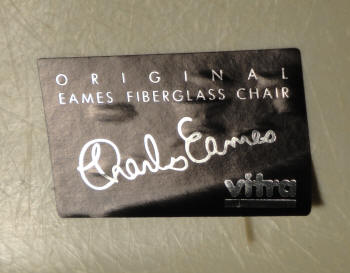 ORIGINAL
EAMES FIBERGLASS CHAIR
Charles Eames
vitra.